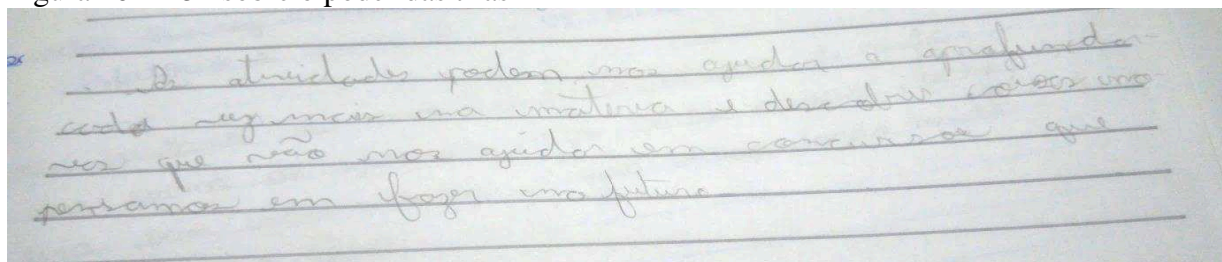 As atividades podem nos ajudar a aprofundar
cada vez mais na materia e descobrir coisas no
vas que vão nos ajudar em concursos que
pensamos em fazer no futuro